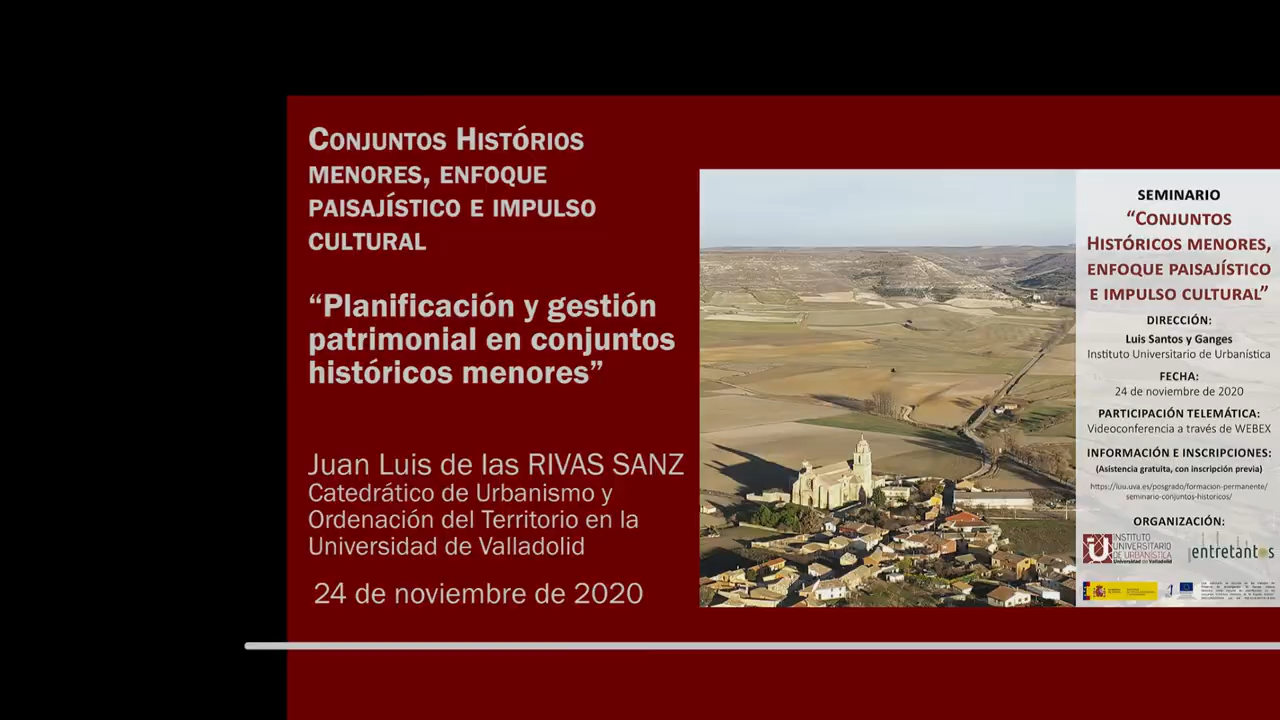 CONJUNTOS HISTÓRIOS
MENORES, ENFOQUE
PAISAJÍSTICO E IMPULSO
CULTURAL
“Planificación y gestión
patrimonial en conjuntos
históricos menores”
Juan Luis de las RIVAS SANZ
Catedrático de Urbanismo y
Ordenación del Territorio en la
Universidad de Valladolid
24 de noviembre de 2020
SEMINARIO
“CONJUNTOS
HISTÓRICOS MENORES,
ENFOQUE PAISAJÍSTICO
E IMPULSO CULTURAL”
DIRECCIÓN:
Luis Santos y Ganges
Instituto Universitario de Urbanística
FECHA:
24 de noviembre de 2020
PARTICIPACIÓN TELEMÁTICA:
Videoconferencia a través de WEBEX
INFORMACIÓN E INSCRIPCIONES:
(Asistencia gratuita, con inscripción previa)
https://iuu.uva.es/posgrado/formacion-permanente/
seminario-conjuntos-historicos/
ORGANIZACIÓN:
INSTITUTO
UNIVERSITARIO
DE URBANÍSTICA
Universidad de Valladolid
entretantos